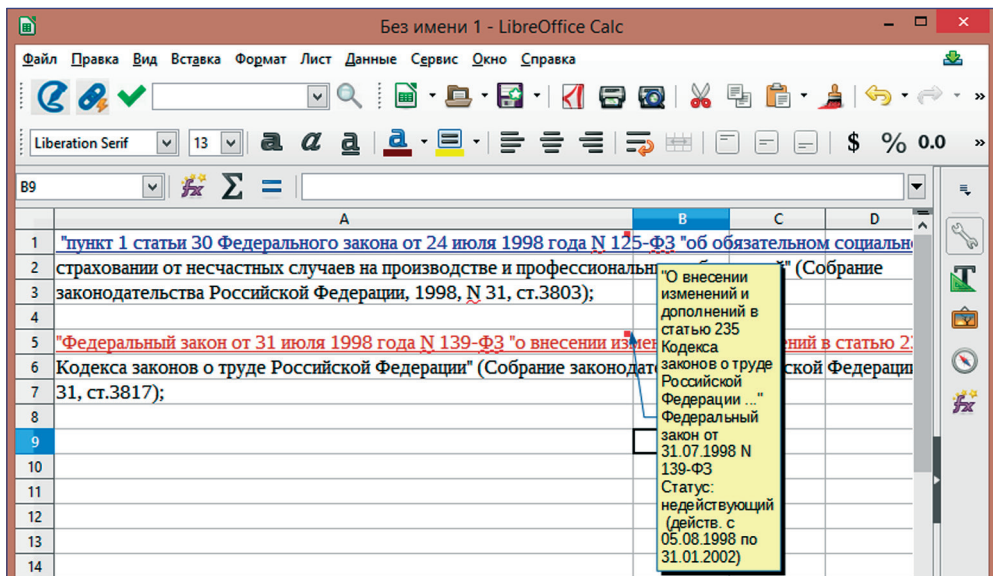 Без имени 1 - LibreOffice Calc
Файл Правка Вид Вставка Формат Лист Данные Сервис Окно Справка
Liberation Serif 13 a a a a $ % 0.0 »
B9 fx Σ =
A B C D
1 "пункт 1 статьи 30 Федерального закона от 24 июля 1998 года N 125-ФЗ "об обязательном социальн
2 страховании от несчастных случаев на производстве и профессиональн й" (Собрание
3 законодательства Российской Федерации, 1998, N 31, ст.3803);
4
5 "Федеральный закон от 31 июля 1998 года N 139-ФЗ "о внесении изме ений в статью 2
6 Кодекса законов о труде Российской Федерации" (Собрание законодат ской Федерации
7 31, ст.3817);
8
9
10
11
12
13
14
"О внесении
изменений и
дополнений в
статью 235
Кодекса
законов о труде
Российской
Федерации ..."
Федеральный
закон от
31.07.1998 N
139-ФЗ
Статус:
недействующий
(действ. с
05.08.1998 по
31.01.2002)